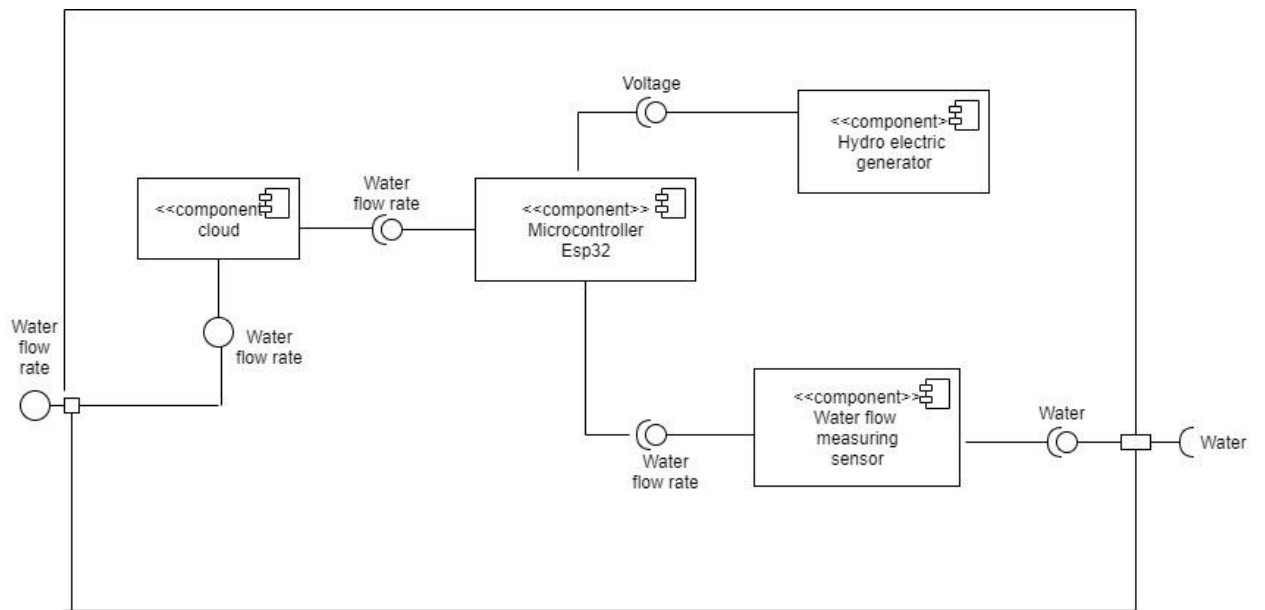 Voltage
<<component>
Hydro electric
generator
Water
flow rate
<<component
cloud
<<component>>
Microcontroller
Esp32
Water
flow
rate
Water
flow rate
<<component>>
Water flow
measuring
sensor
Water
Water
Water
flow rate